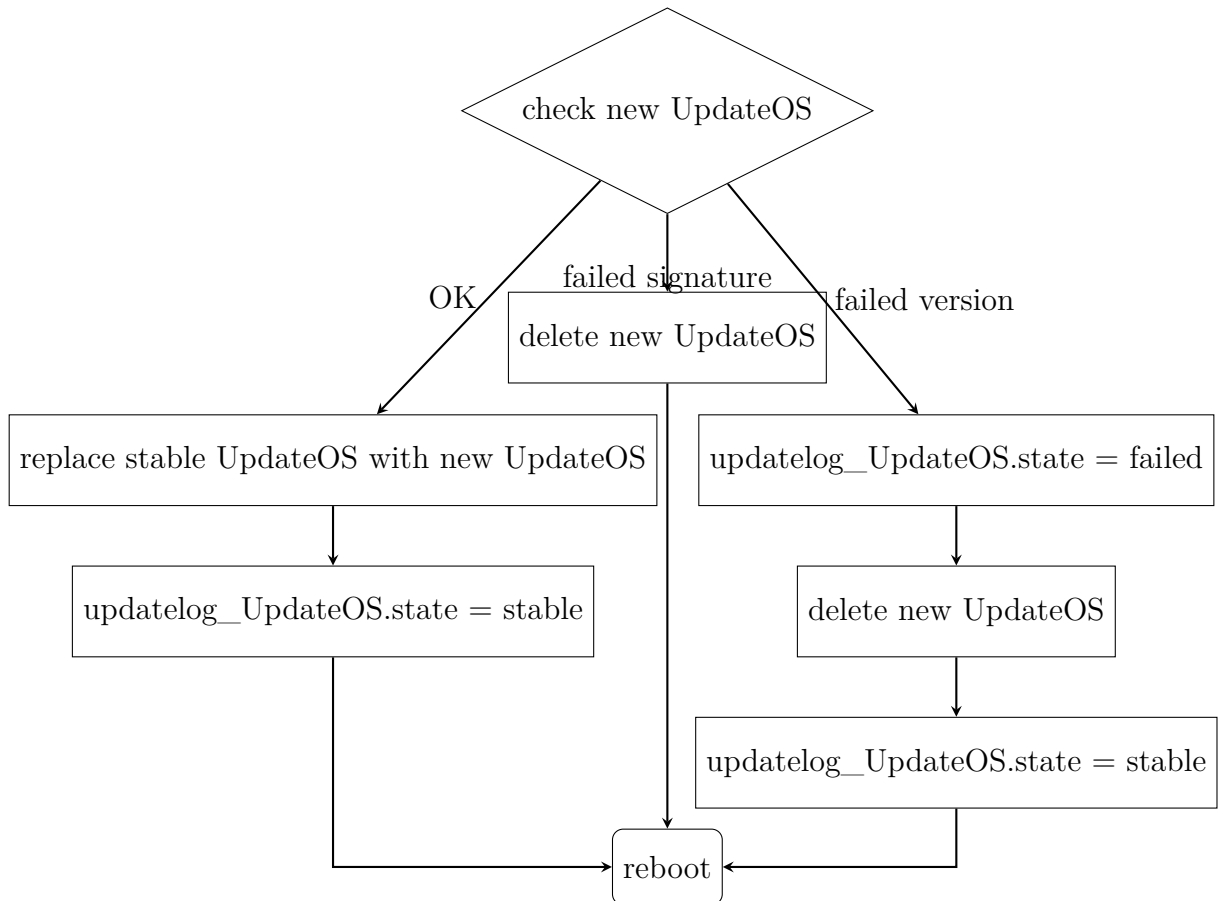 check new UpdateOS
failed signature
OK
failed version
delete new UpdateOS
replace stable UpdateOS with new UpdateOS
updatelog_UpdateOS.state = failed
updatelog_UpdateOS.state = stable
delete new UpdateOS
updatelog_UpdateOS.state = stable
reboot